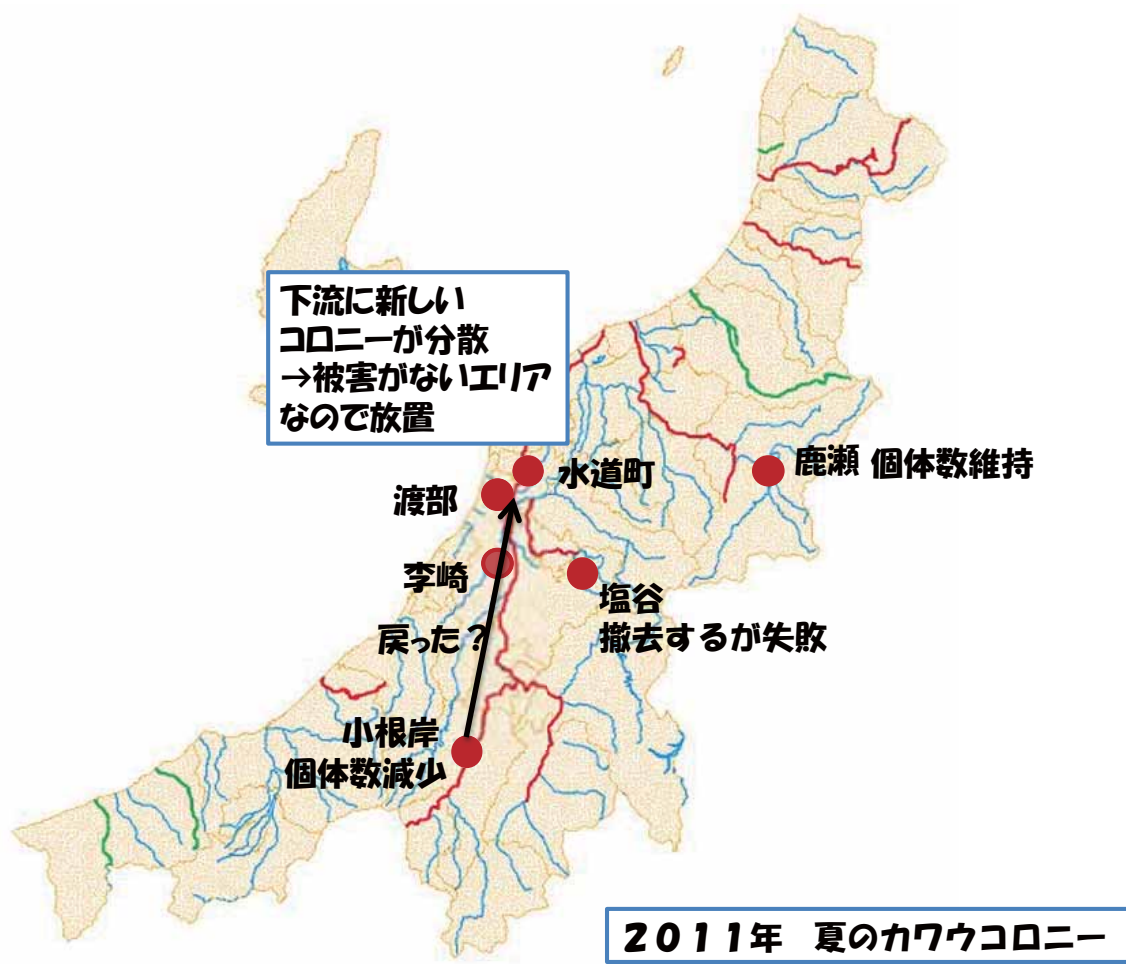 下流に新しい
コロニーが分散
→被害がないエリア
なので放置
水道町
鹿瀬 個体数維持
渡部
李崎
塩谷
撤去するが失敗
戻った？
小根岸
個体数減少
２０１１年　夏のカワウコロニー